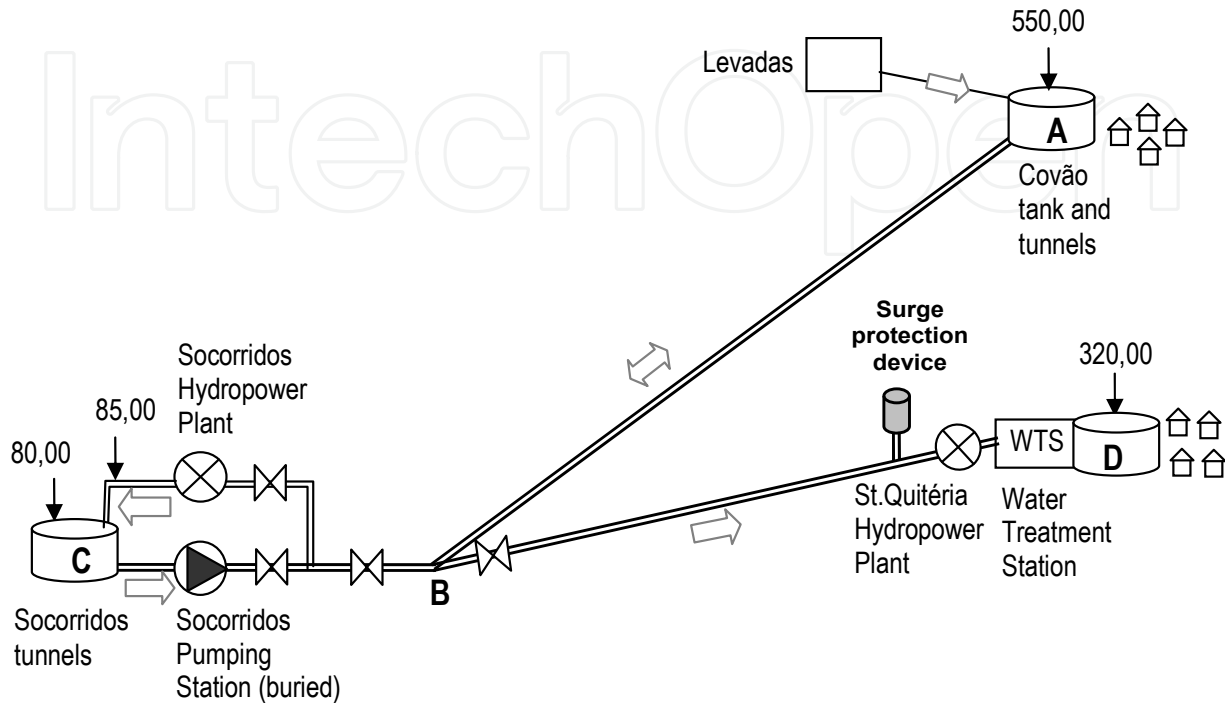 IntechOpen
550,00
Levadas
A
Covão
tank and
tunnels
Surge
protection
device
320,00
Socorridos
Hydropower
Plant
85,00
80,00
WTS
D
St.Quitéria
Hydropower
Plant
Water
Treatment
Station
C
B
Socorridos
tunnels
Socorridos
Pumping
Station (buried)